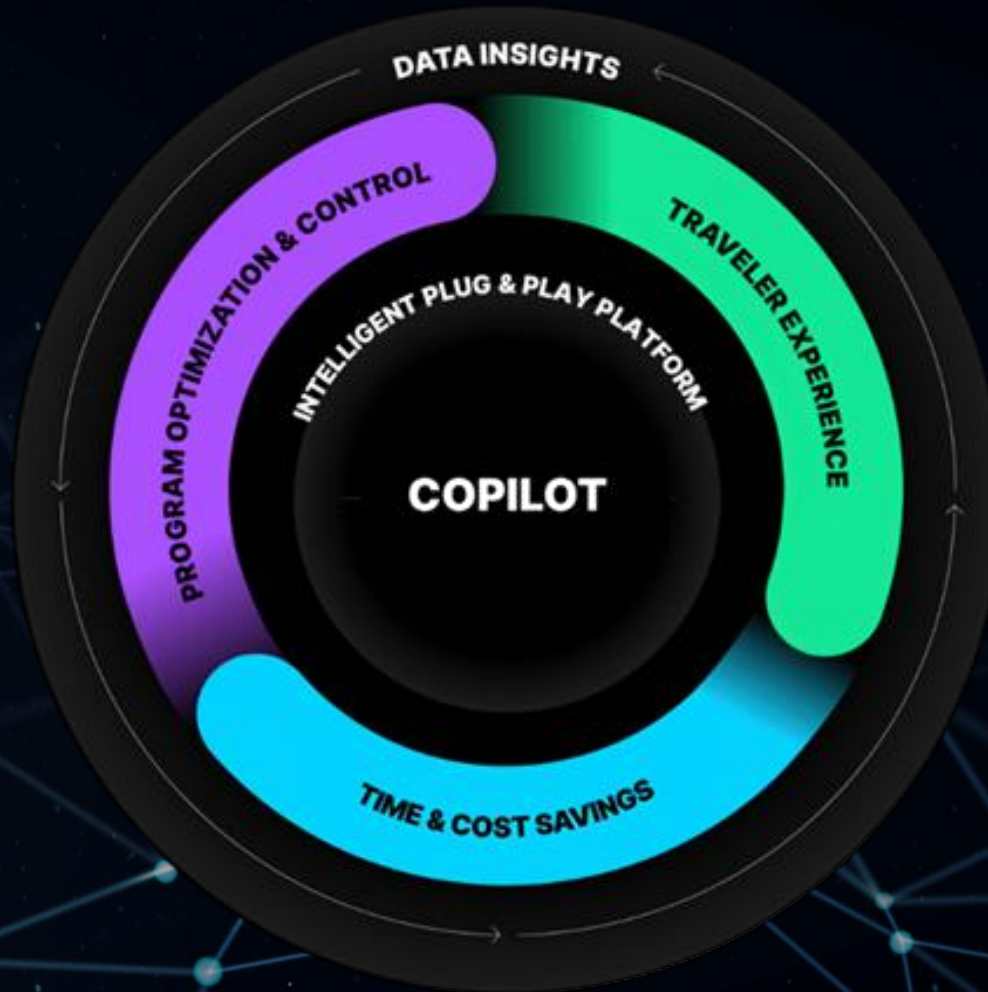 DATA INSIGHTS
PROGRAM OPTIMIZATION & CONTROL
TRAVELER EXPERIENCE
INTELLIGENT PLUG & PLAY PLATFORM
COPILOT
TIME & COST SAVINGS